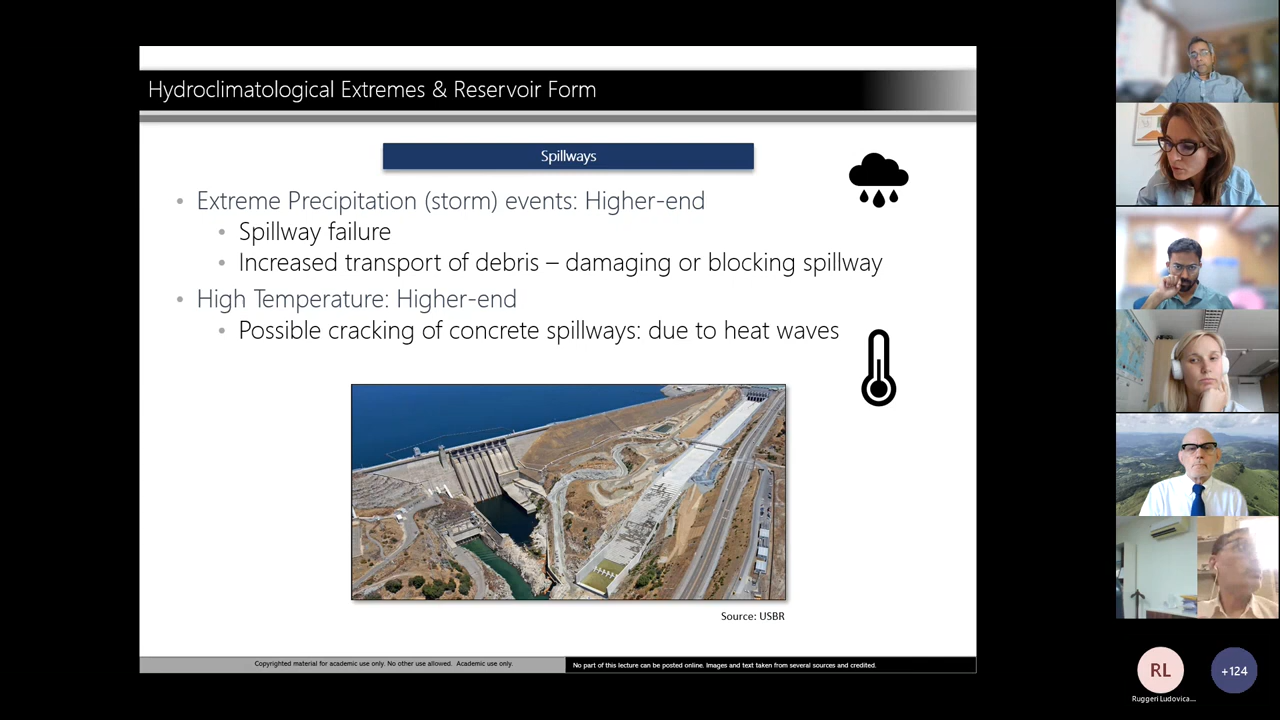 Hydroclimatological Extremes & Reservoir Form
Spillways
• Extreme Precipitation (storm) events: Higher-end
• Spillway failure
• Increased transport of debris – damaging or blocking spillway
• High Temperature: Higher-end
• Possible cracking of concrete spillways: due to heat waves
Source: USBR
Copyrighted material for academic use only. No other use allowed. Academic use only.
No part of this lecture can be posted online. Images and text taken from several sources and credited.
RL
+124
Ruggeri Ludovica...